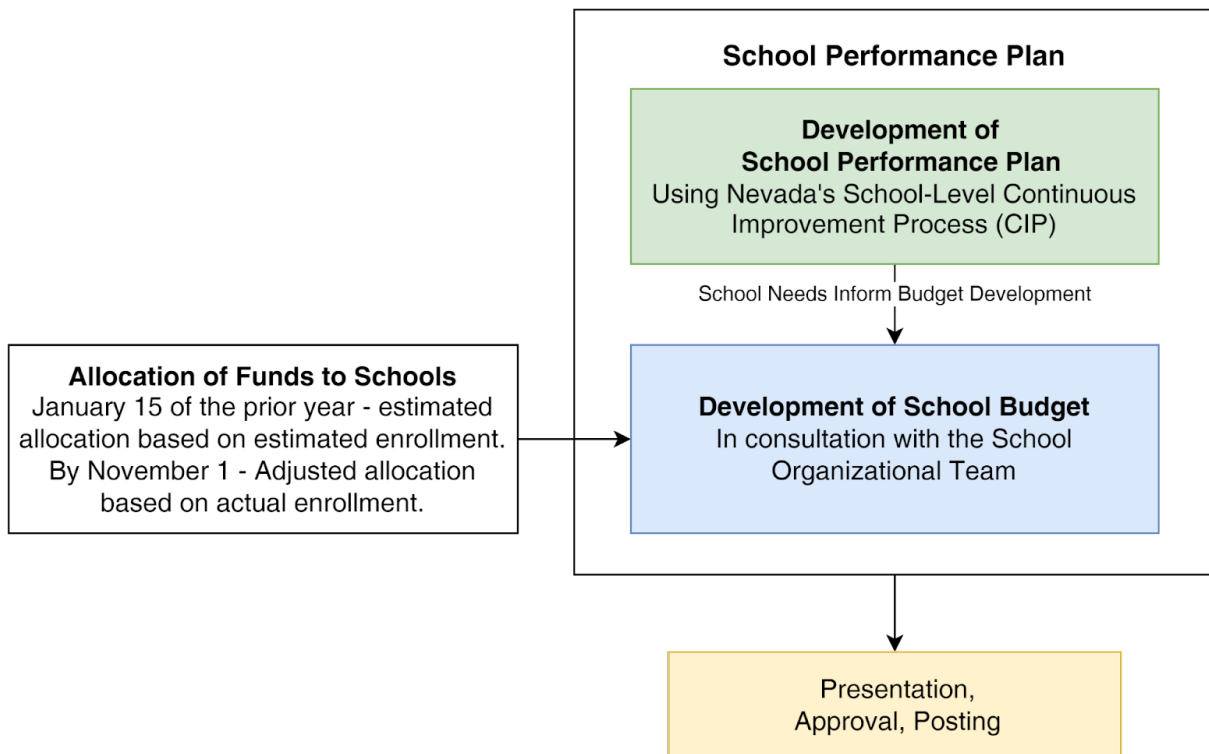 School Performance Plan
Development of
School Performance Plan
Using Nevada's School-Level Continuous
Improvement Process (CIP)
School Needs Inform Budget Development
Allocation of Funds to Schools
January 15 of the prior year - estimated
allocation based on estimated enrollment.
By November 1 - Adjusted allocation
based on actual enrollment.
Development of School Budget
In consultation with the School
Organizational Team
Presentation,
Approval, Posting